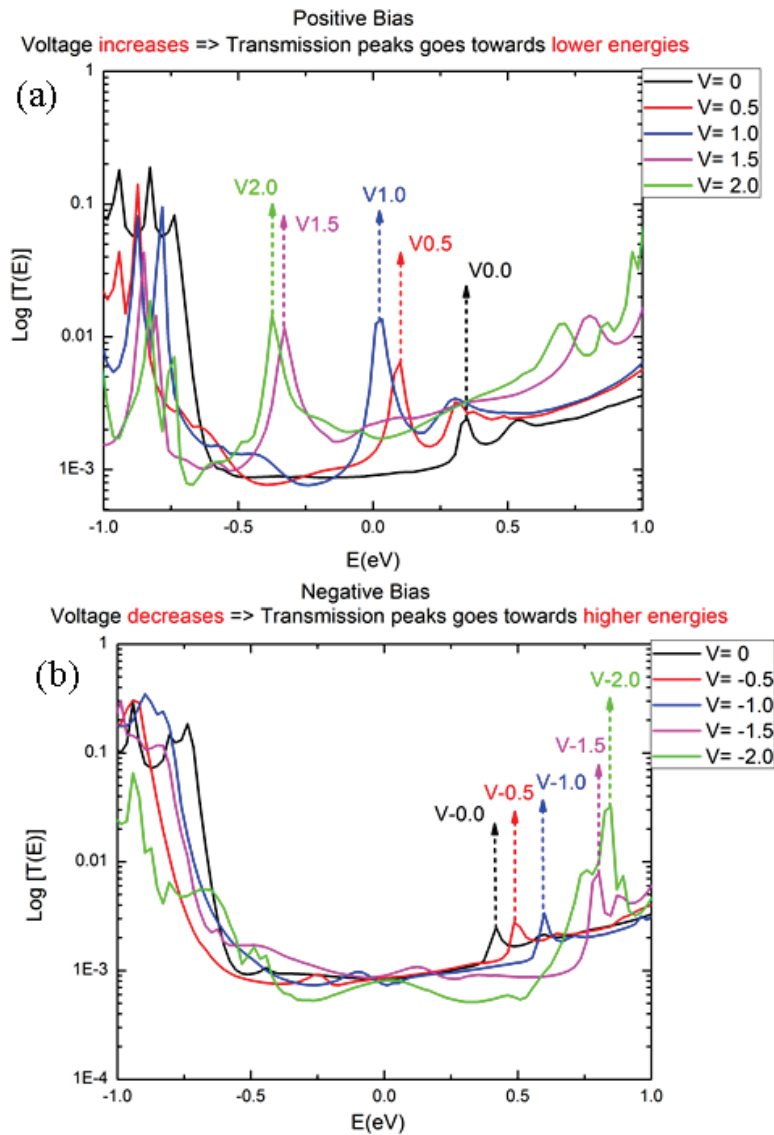 Positive Bias
Voltage increases => Transmission peaks goes towards lower energies
(a)
V= 0
V= 0.5
V= 1.0
V= 1.5
V= 2.0
V2.0
V1.5
V1.0
V0.5
V0.0
1
0.1
0.01
1E-3
Log [T(E)]
-1.0
-0.5
0.0
0.5
1.0
E(eV)
Negative Bias
Voltage decreases => Transmission peaks goes towards higher energies
(b)
V= 0
V= -0.5
V= -1.0
V= -1.5
V= -2.0
V-2.0
V-1.5
V-1.0
V-0.5
V-0.0
1
0.1
0.01
1E-3
1E-4
Log [T(E)]
-1.0
-0.5
0.0
0.5
1.0
E(eV)